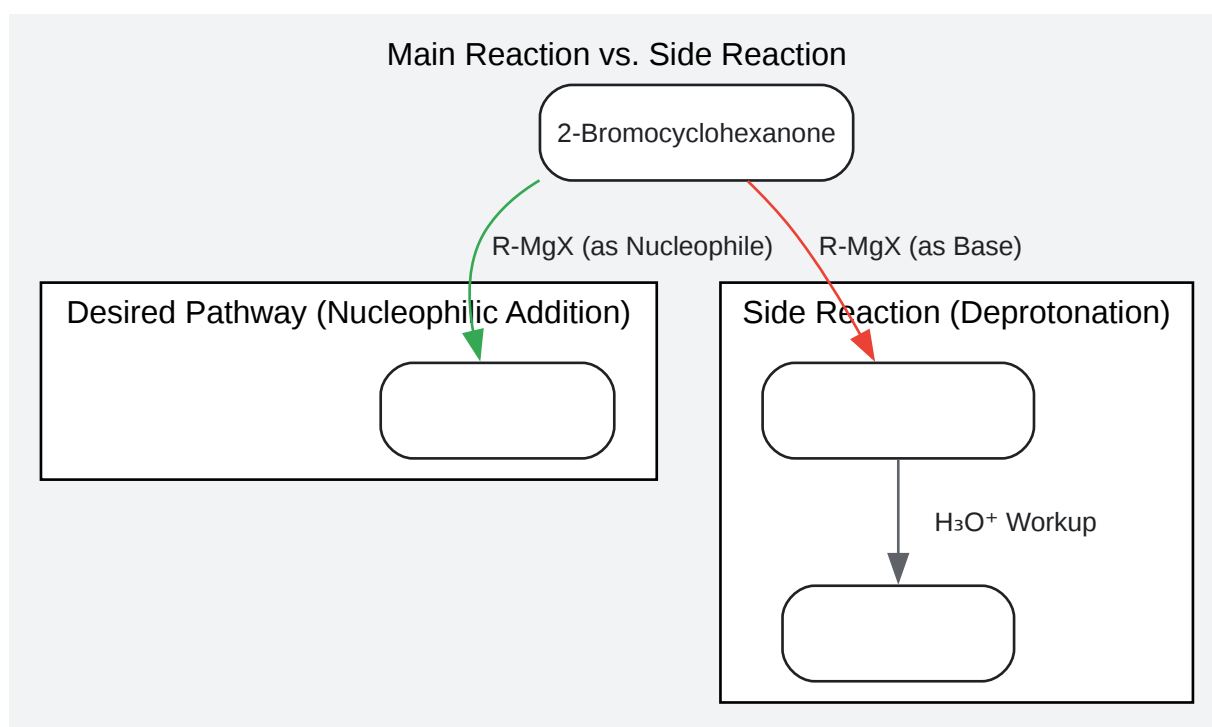 Main Reaction vs. Side Reaction
2-Bromocyclohexanone
R-MgX (as Nucleophile)
R-MgX (as Base)
Desired Pathway (Nucleophilic Addition)
Side Reaction (Deprotonation)
H₃O⁺ Workup